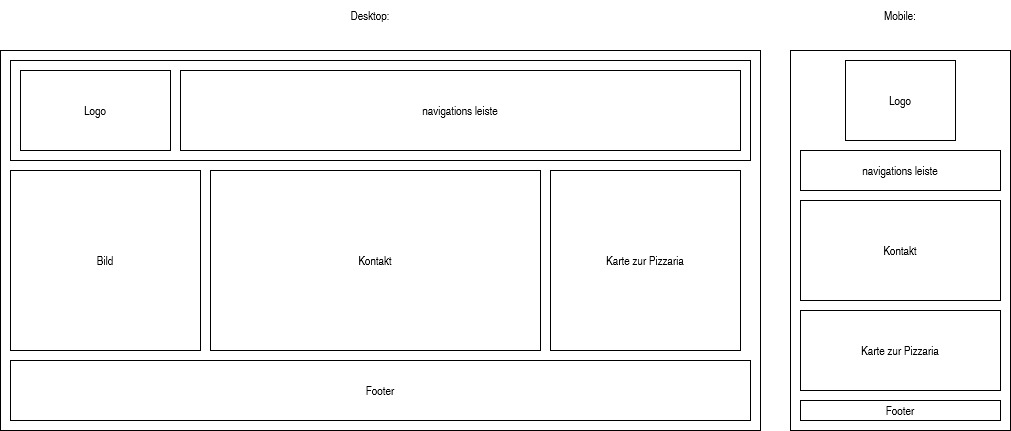 Desktop:
Mobile:
Logo
navigations leiste
Bild
Kontakt
Karte zur Pizzaria
Footer
Logo
navigations leiste
Kontakt
Karte zur Pizzaria
Footer